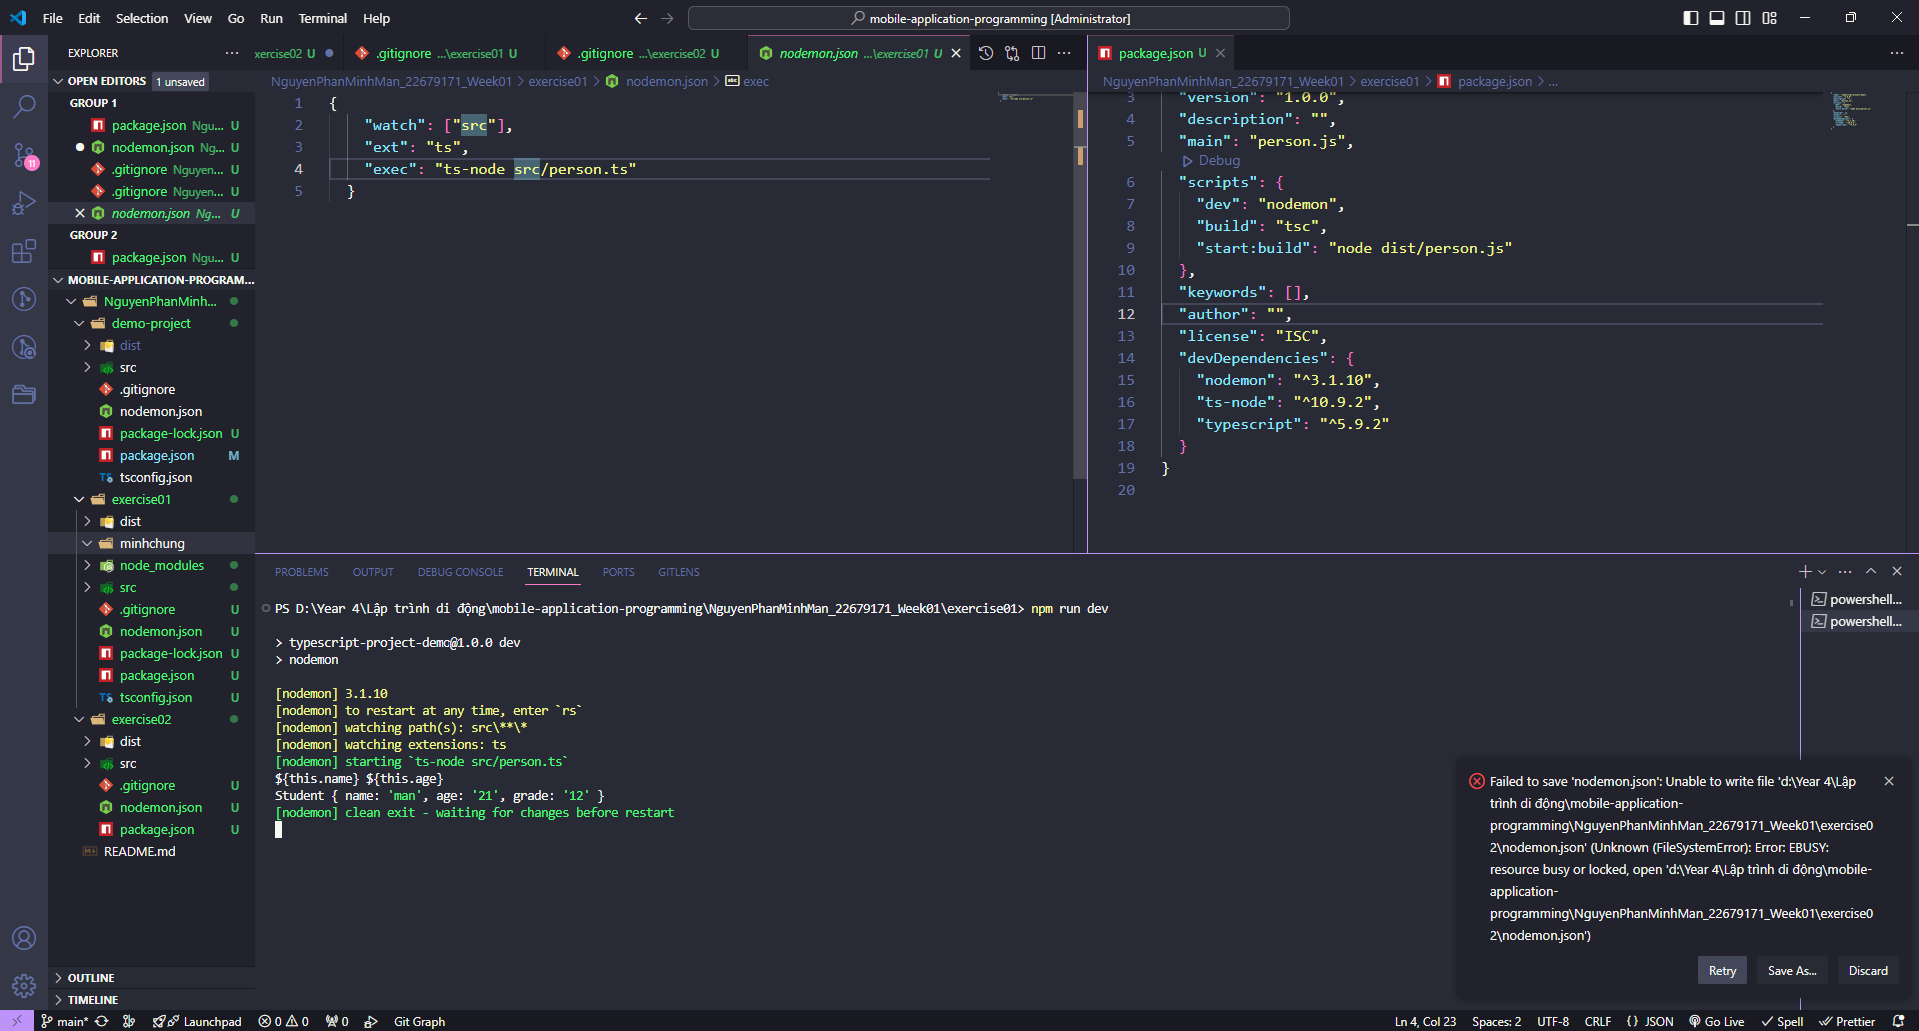 File Edit Selection View Go Run Terminal Help
mobile-application-programming [Administrator]
EXPLORER
OPEN EDITORS 1 unsaved
GROUP 1
package.json Ngu... U
nodemon.json Ng... U
.gitignore Nguyen... U
.gitignore Nguyen... U
nodemon.json Ng... U
GROUP 2
package.json Ngu... U
MOBILE-APPLICATION-PROGRAM...
NguyenPhanMinh...
demo-project
dist
src
.gitignore
nodemon.json
package-lock.json U
package.json M
tsconfig.json
exercise01
dist
minhchung
node_modules
src
.gitignore U
nodemon.json U
package-lock.json U
package.json U
tsconfig.json U
exercise02
dist
src
.gitignore U
nodemon.json U
package.json U
README.md
OUTLINE
TIMELINE
11
xercise02 U .gitignore ...\exercise01 U .gitignore ...\exercise02 U nodemon.json ...\exercise01 U
NguyenPhanMinhMan_22679171_Week01 > exercise01 > nodemon.json > exec
1 {
2 "watch": ["src"],
3 "ext": "ts",
4 "exec": "ts-node src/person.ts"
5 }
package.json U
NguyenPhanMinhMan_22679171_Week01 > exercise01 > package.json > ...
3 "version": "1.0.0",
4 "description": "",
5 "main": "person.js",
Debug
6 "scripts": {
7 "dev": "nodemon",
8 "build": "tsc",
9 "start:build": "node dist/person.js"
10 },
11 "keywords": [],
12 "author": "",
13 "license": "ISC",
14 "devDependencies": {
15 "nodemon": "^3.1.10",
16 "ts-node": "^10.9.2",
17 "typescript": "^5.9.2"
18 }
19 }
20
PROBLEMS OUTPUT DEBUG CONSOLE TERMINAL PORTS GITLENS
PS D:\Year 4\Lập trình di động\mobile-application-programming\NguyenPhanMinhMan_22679171_Week01\exercise01> npm run dev
> typescript-project-demo@1.0.0 dev
> nodemon
[nodemon] 3.1.10
[nodemon] to restart at any time, enter `rs`
[nodemon] watching path(s): src\**\*
[nodemon] watching extensions: ts
[nodemon] starting `ts-node src/person.ts`
${this.name} ${this.age}
Student { name: 'man', age: '21', grade: '12' }
[nodemon] clean exit - waiting for changes before restart
powershell...
powershell...
Failed to save 'nodemon.json': Unable to write file 'd:\Year 4\Lập
trình di động\mobile-application-
programming\NguyenPhanMinhMan_22679171_Week01\exercise0
2\nodemon.json' (Unknown (FileSystemError): Error: EBUSY:
resource busy or locked, open 'd:\Year 4\Lập trình di động\mobile-
application-
programming\NguyenPhanMinhMan_22679171_Week01\exercise0
2\nodemon.json')
Retry Save As... Discard
main* Launchpad 0 0 0 Git Graph Ln 4, Col 23 Spaces: 2 UTF-8 CRLF {} JSON Go Live Spell Prettier